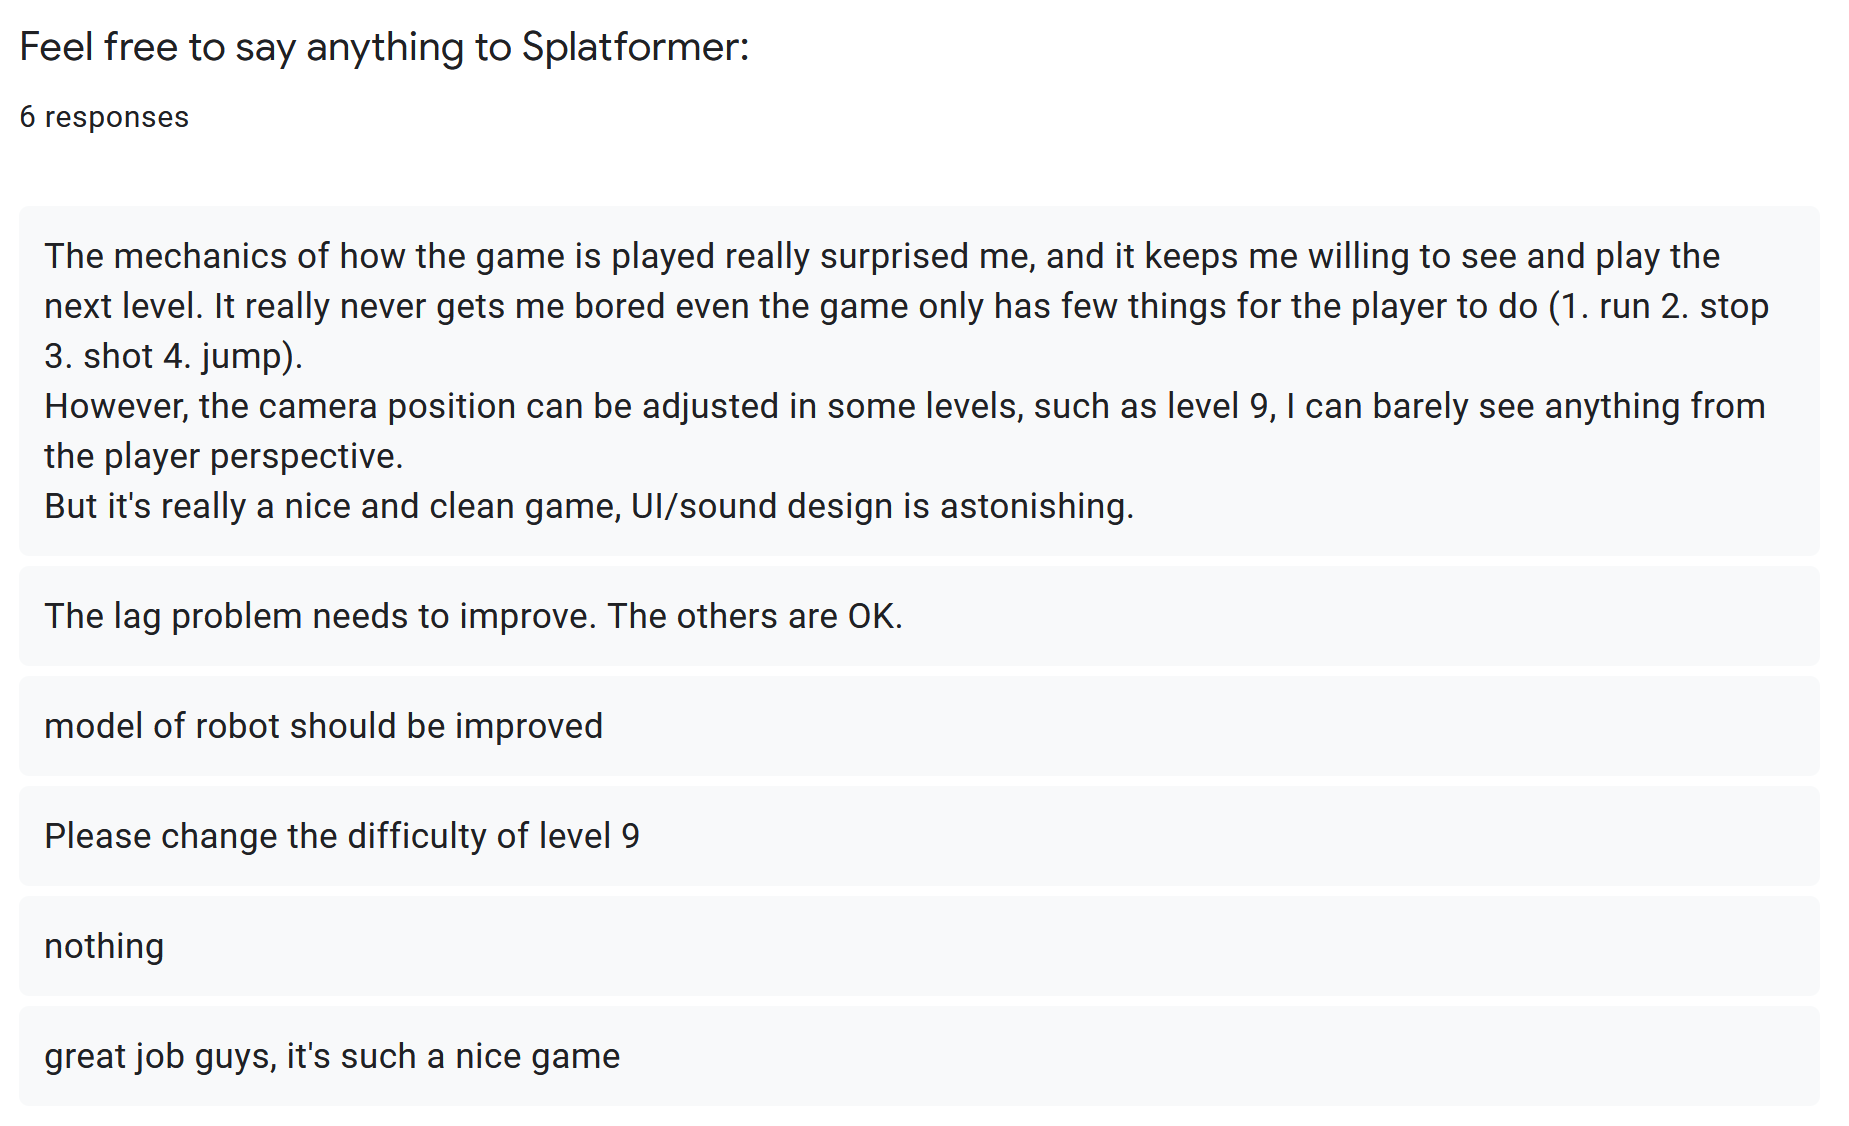 Feel free to say anything to Splatformer:
6 responses
The mechanics of how the game is played really surprised me, and it keeps me willing to see and play the
next level. It really never gets me bored even the game only has few things for the player to do (1. run 2. stop
3. shot 4. jump).
However, the camera position can be adjusted in some levels, such as level 9, I can barely see anything from
the player perspective.
But it's really a nice and clean game, UI/sound design is astonishing.
The lag problem needs to improve. The others are OK.
model of robot should be improved
Please change the difficulty of level 9
nothing
great job guys, it's such a nice game